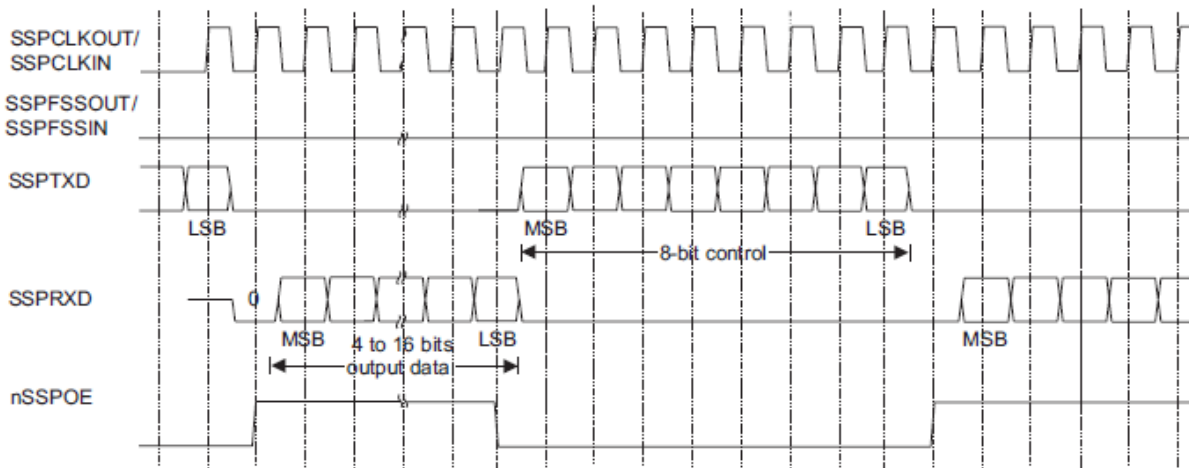 SSPCLKOUT/
SSPCLKIN
SSPFSSOUT/
SSPFSSIN
SSPTXD
LSB
MSB
LSB
8-bit control
SSPRXD
0
MSB
4 to 16 bits
LSB
MSB
output data
nSSPOE